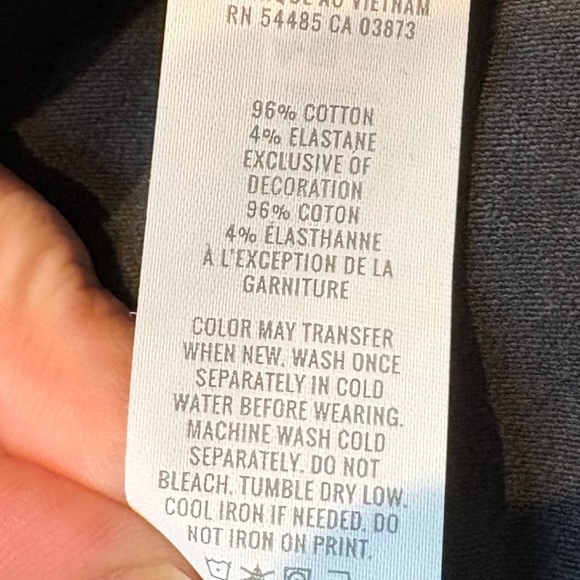 AU VIETNAM
RN 54485 CA 03873
96% COTTON
4% ELASTANE
EXCLUSIVE OF
DECORATION
96% COTON
4% ÉLASTHANNE
À L'EXCEPTION DE LA
GARNITURE
COLOR MAY TRANSFER
WHEN NEW. WASH ONCE
SEPARATELY IN COLD
WATER BEFORE WEARING.
MACHINE WASH COLD
SEPARATELY. DO NOT
BLEACH. TUMBLE DRY LOW.
COOL IRON IF NEEDED. DO
NOT IRON ON PRINT.